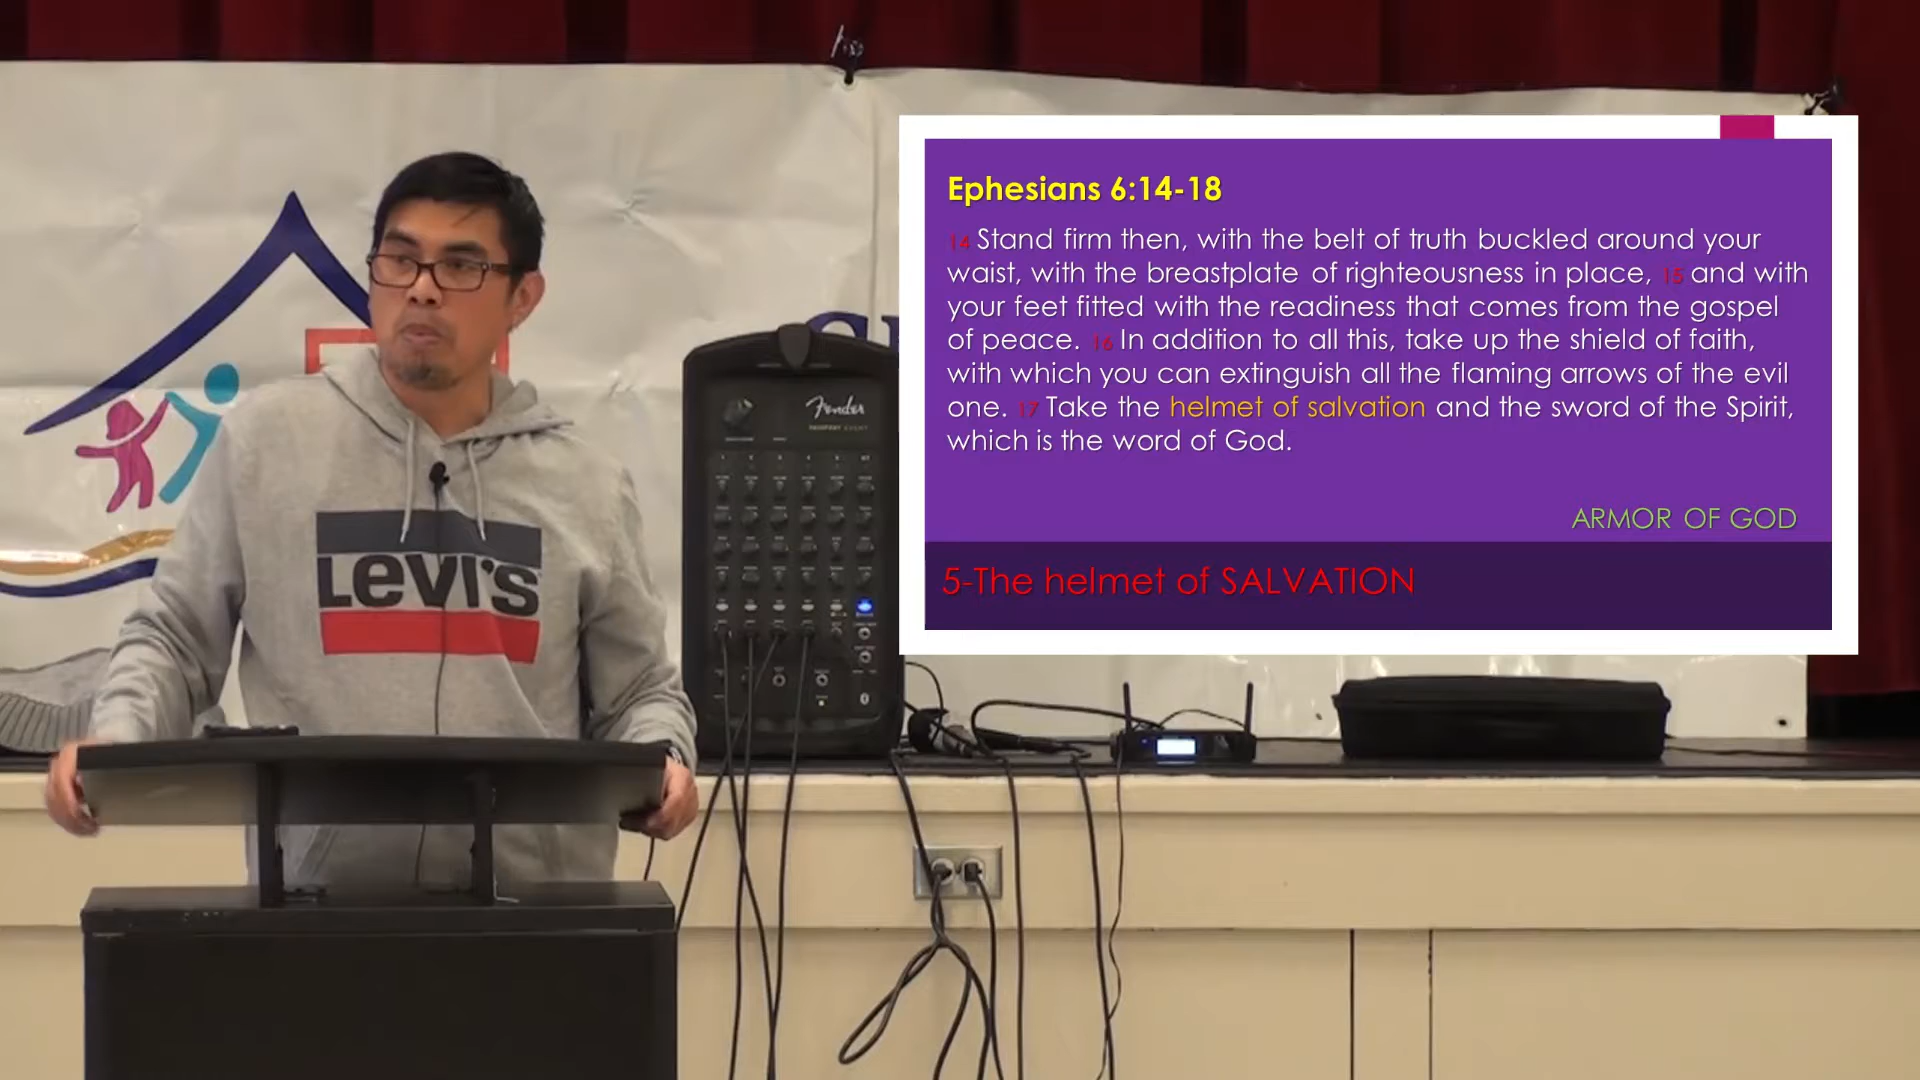 Ephesians 6:14-18
14 Stand firm then, with the belt of truth buckled around your
waist, with the breastplate of righteousness in place, 15 and with
your feet fitted with the readiness that comes from the gospel
of peace. 16 In addition to all this, take up the shield of faith,
with which you can extinguish all the flaming arrows of the evil
one. 17 Take the helmet of salvation and the sword of the Spirit,
which is the word of God.
ARMOR OF GOD
5-The helmet of SALVATION
Fender
PASSPORT EVENT
LEVI'S